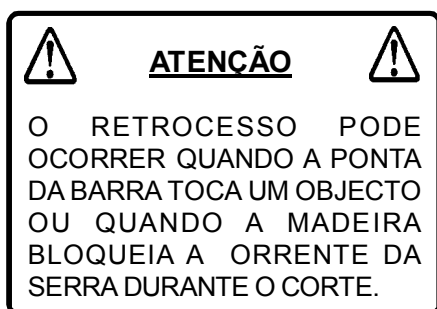 ATENÇÃO
O RETROCESSO PODE
OCORRER QUANDO A PONTA
DA BARRA TOCA UM OBJECTO
OU QUANDO A MADEIRA
BLOQUEIA A ORRENTE DA
SERRA DURANTE O CORTE.